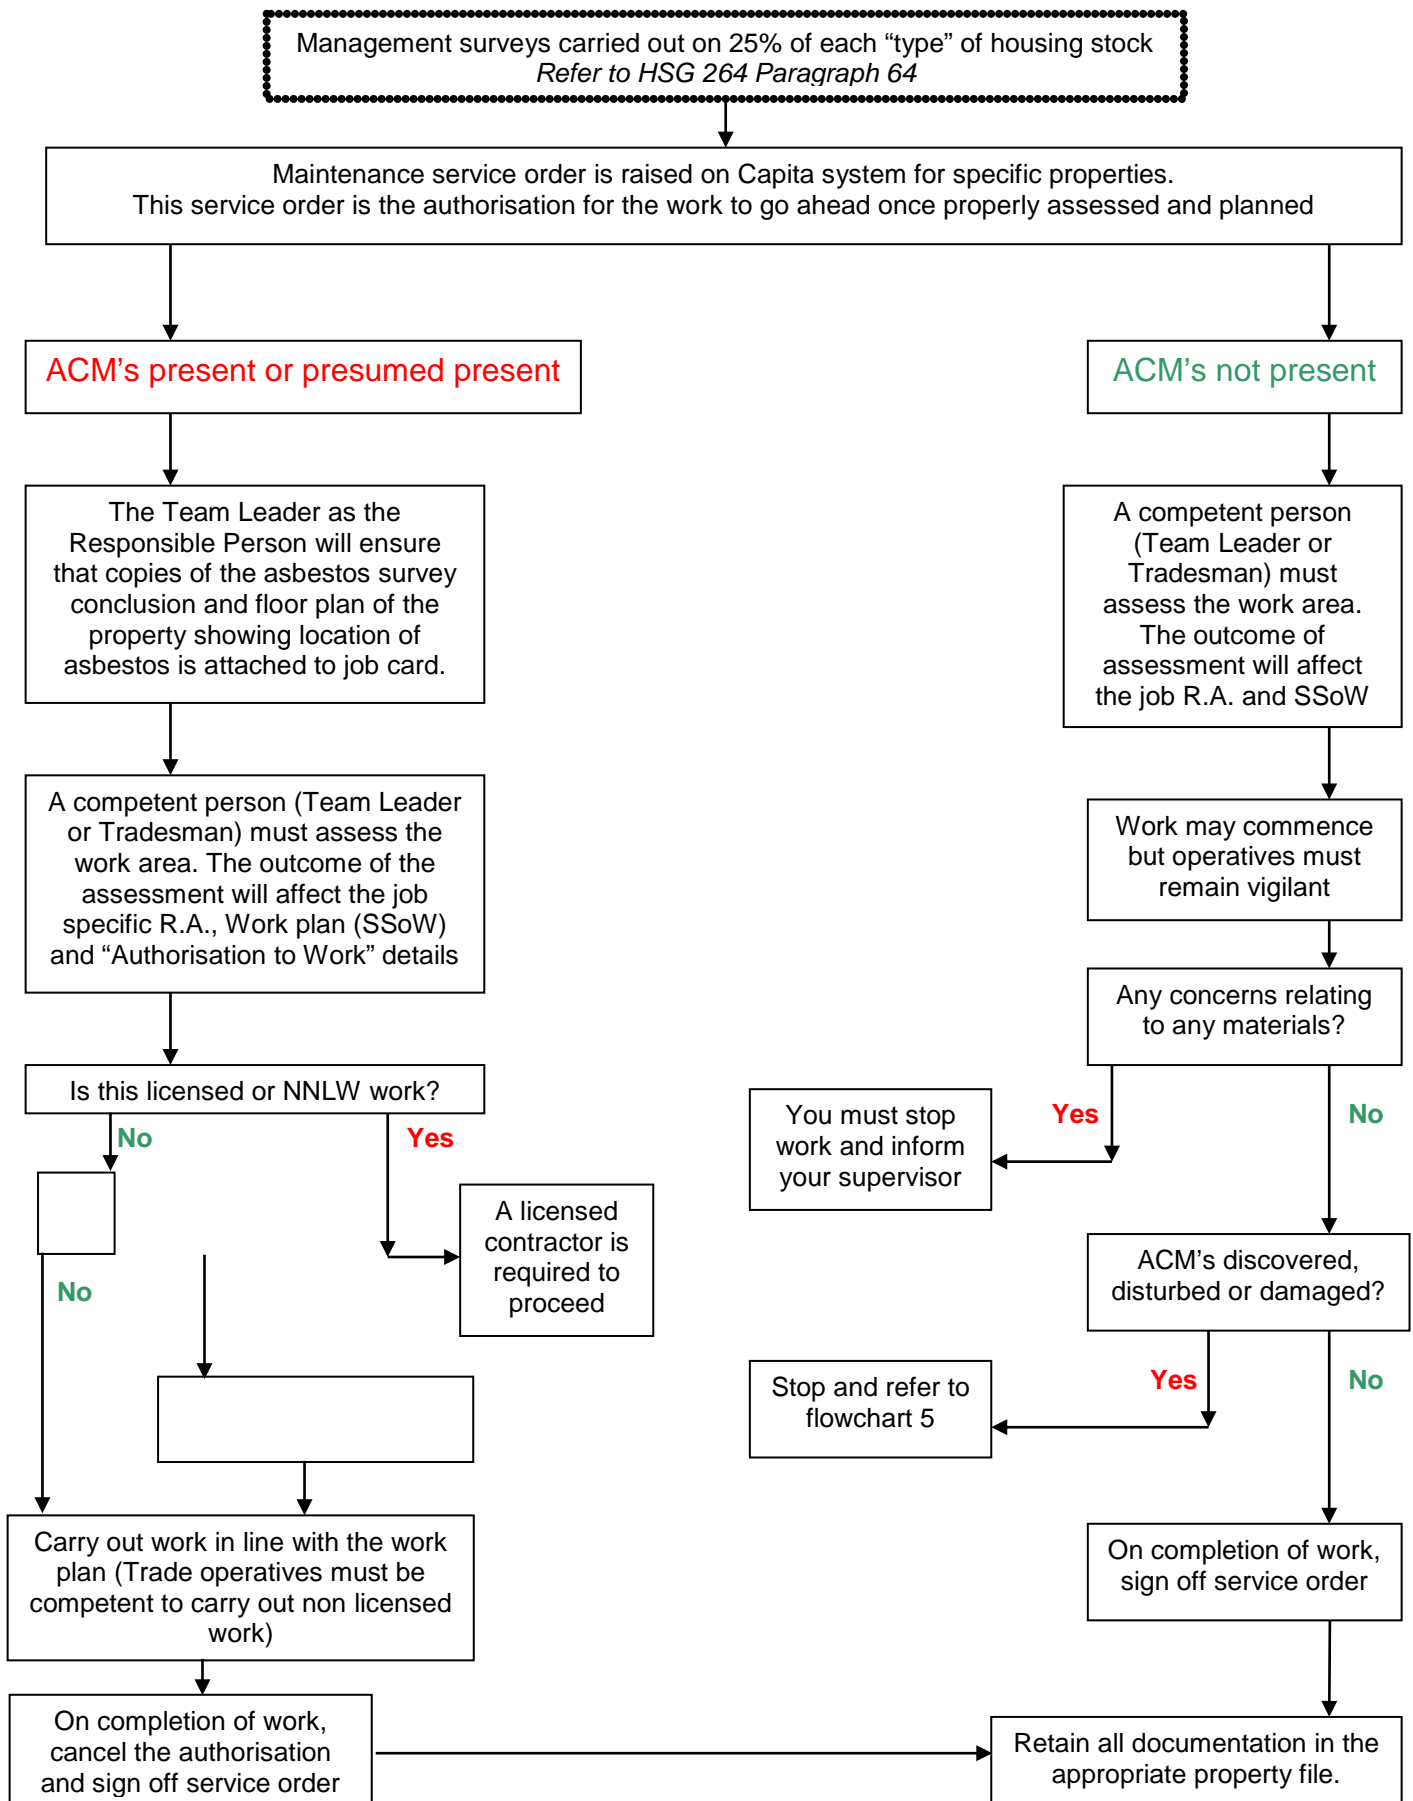 Management surveys carried out on 25% of each “type” of housing stock
Refer to HSG 264 Paragraph 64
Maintenance service order is raised on Capita system for specific properties.
This service order is the authorisation for the work to go ahead once properly assessed and planned
ACM’s present or presumed present
ACM’s not present
The Team Leader as the
Responsible Person will ensure
that copies of the asbestos survey
conclusion and floor plan of the
property showing location of
asbestos is attached to job card.
A competent person
(Team Leader or
Tradesman) must
assess the work area.
The outcome of
assessment will affect
the job R.A. and SSoW
A competent person (Team Leader
or Tradesman) must assess the
work area. The outcome of the
assessment will affect the job
specific R.A., Work plan (SSoW)
and “Authorisation to Work” details
Work may commence
but operatives must
remain vigilant
Any concerns relating
to any materials?
Is this licensed or NNLW work?
No
Yes
You must stop
work and inform
your supervisor
Yes
No
A licensed
contractor is
required to
proceed
No
ACM’s discovered,
disturbed or damaged?
Stop and refer to
flowchart 5
Yes
No
Carry out work in line with the work
plan (Trade operatives must be
competent to carry out non licensed
work)
On completion of work,
sign off service order
On completion of work,
cancel the authorisation
and sign off service order
Retain all documentation in the
appropriate property file.